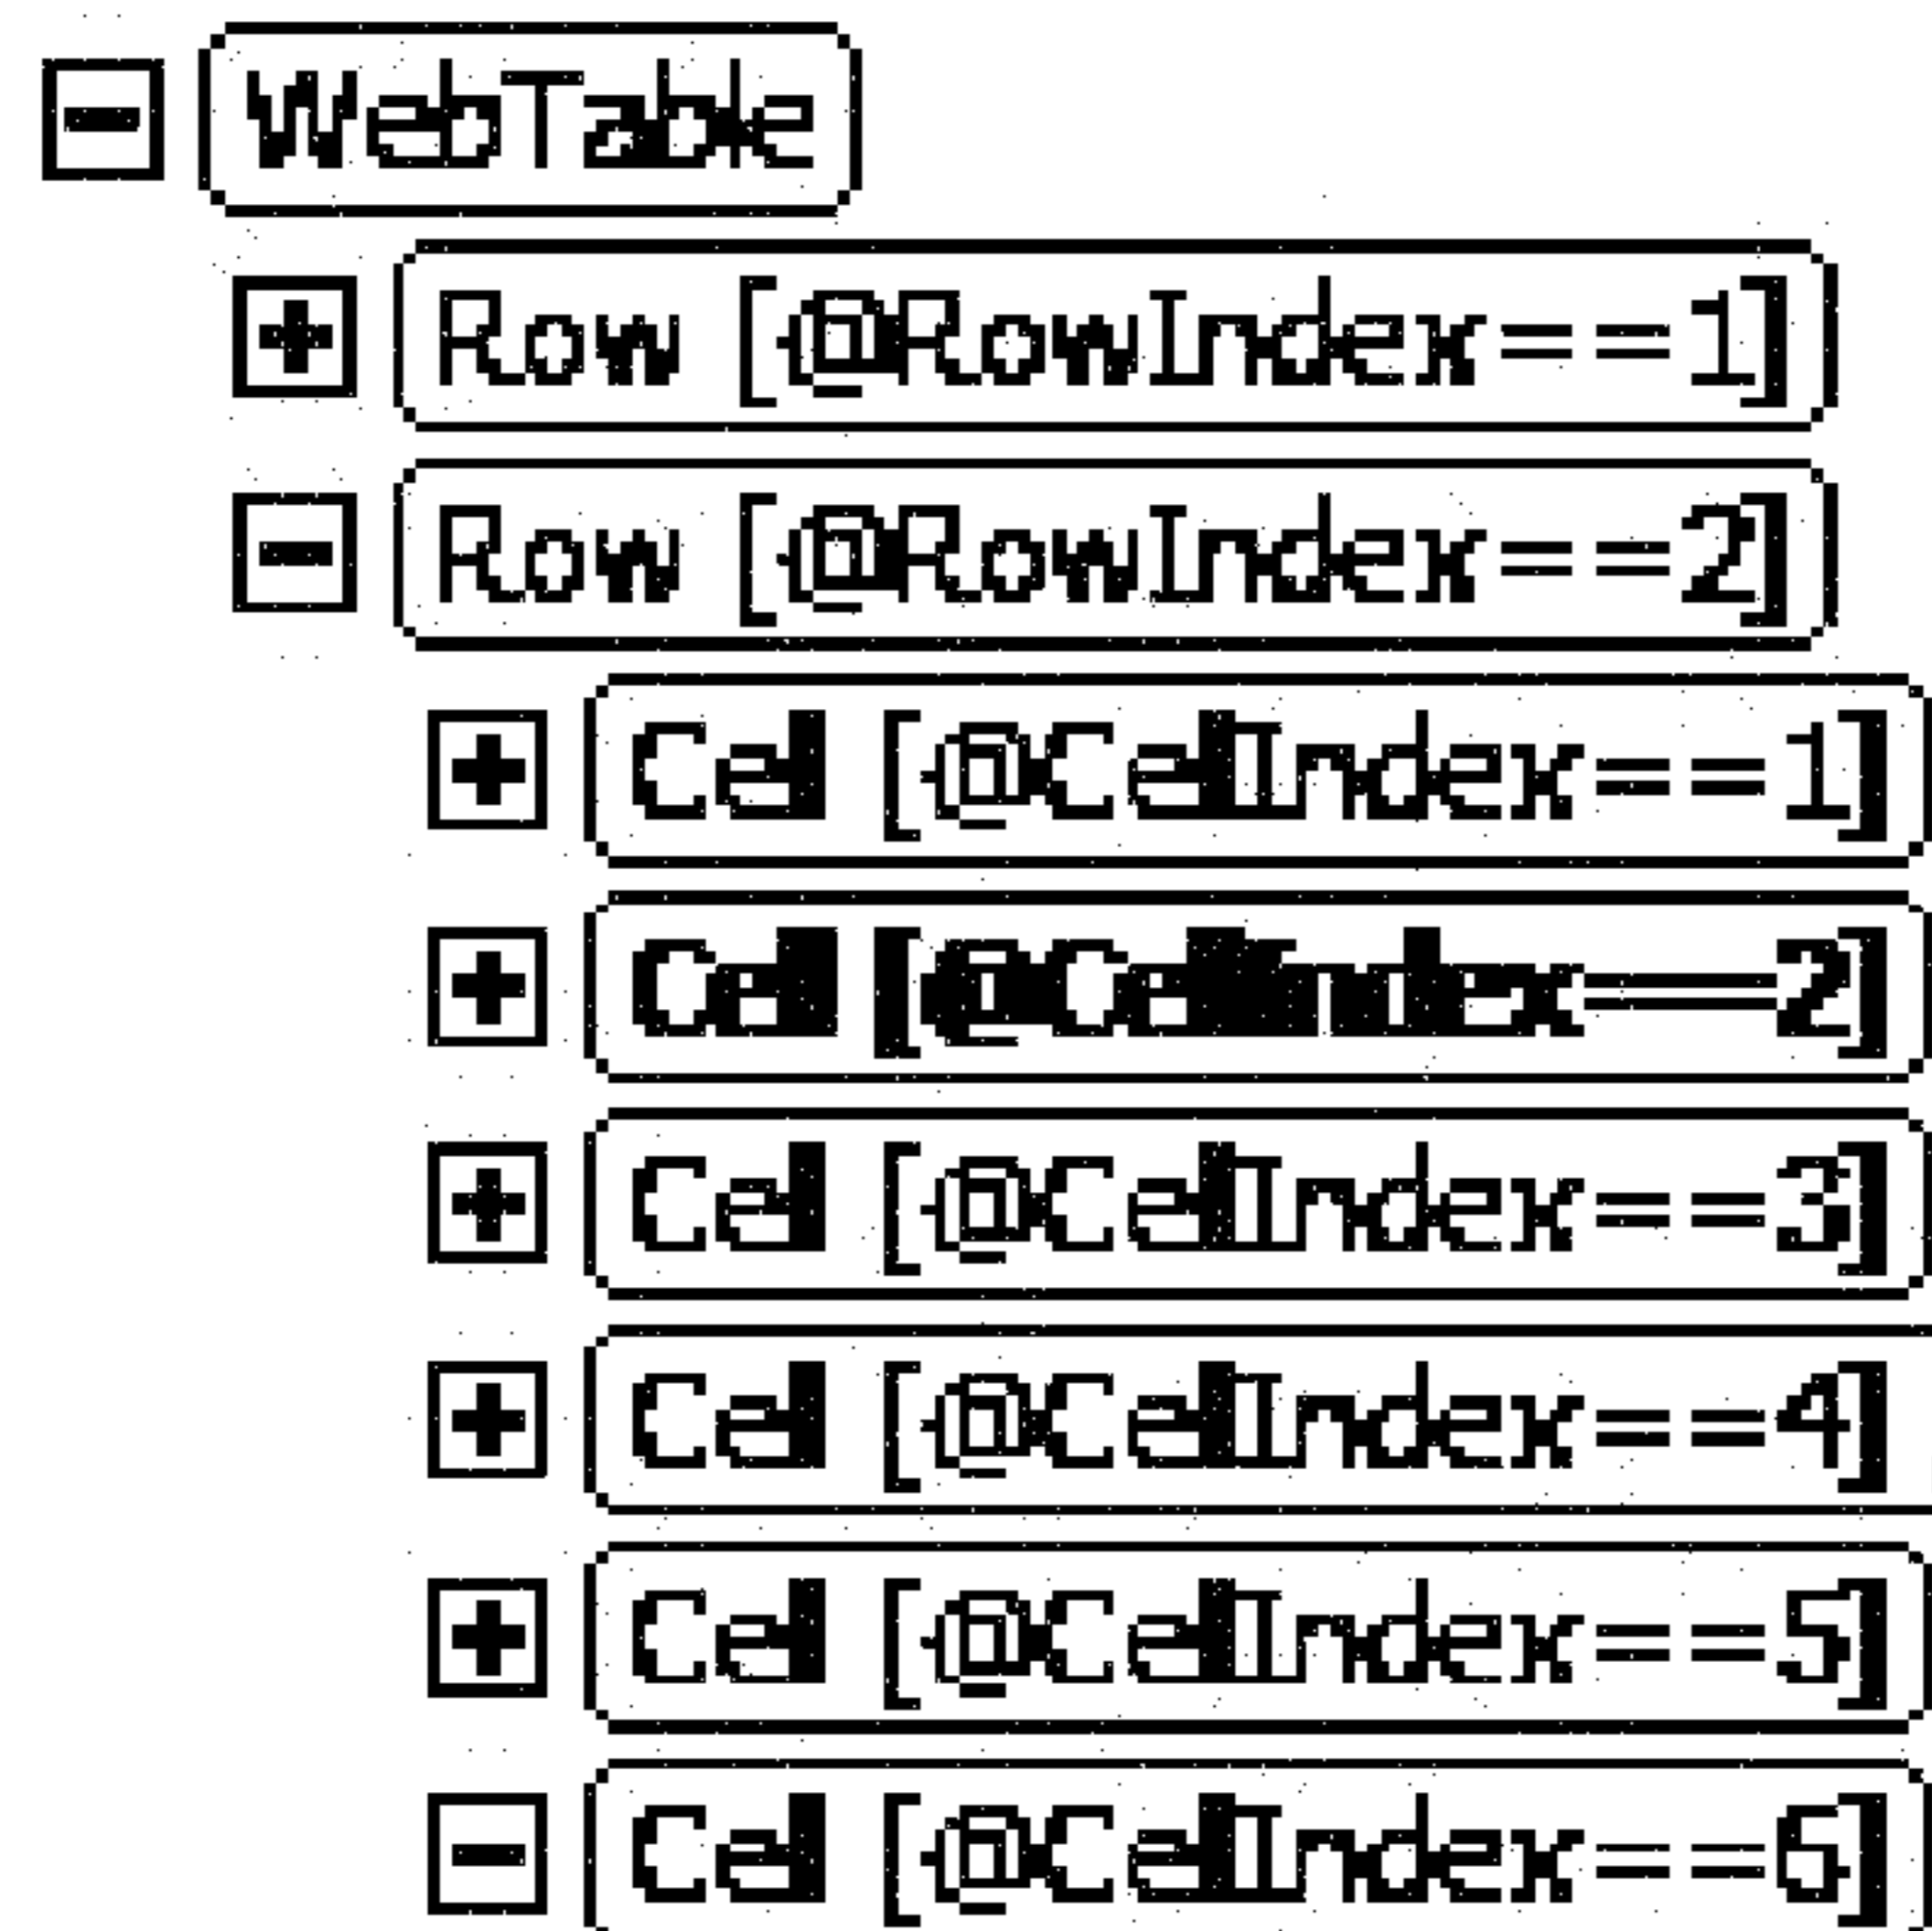 WebTable
Row [@RowIndex==1]
Row [@RowIndex==2]
Cell [@CellIndex==1]
Cell [@CellIndex==2]
Cell [@CellIndex==3]
Cell [@CellIndex==4]
Cell [@CellIndex==5]
Cell [@CellIndex==6]